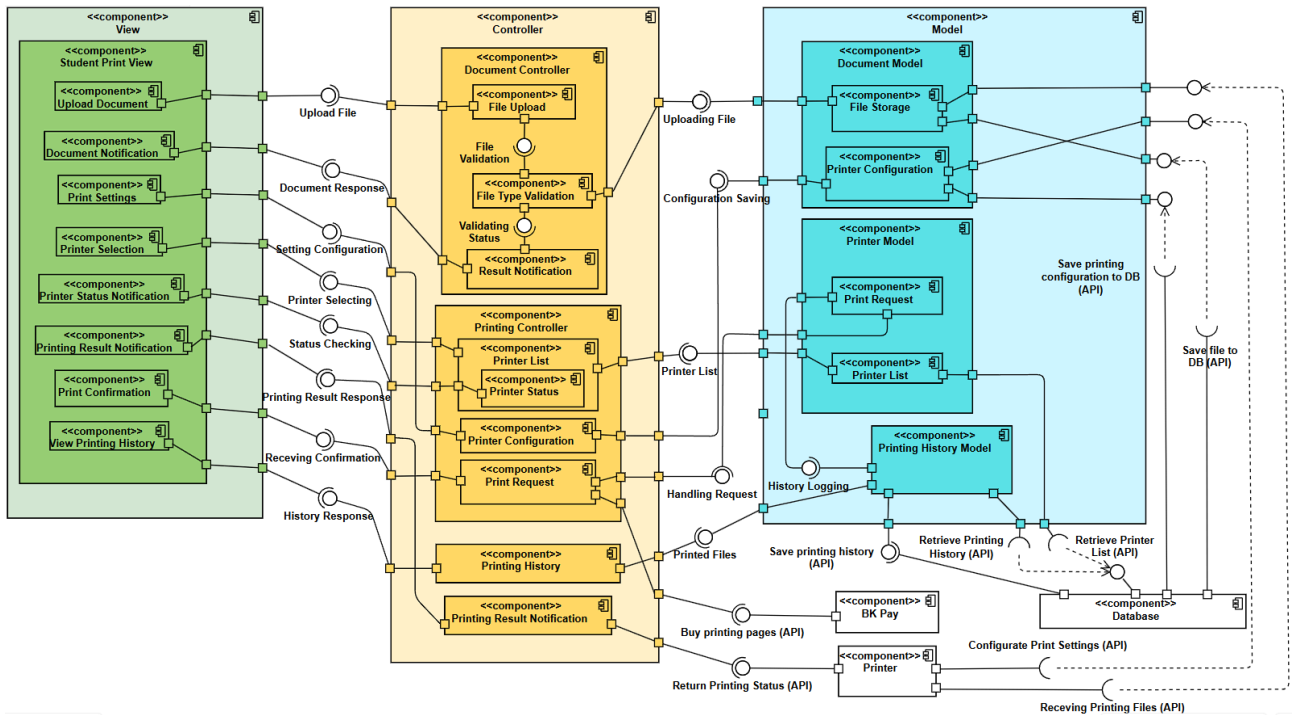 <<component>>
View
<<component>>
Student Print View
<<component>>
Upload Document
<<component>>
Document Notification
<<component>>
Print Settings
<<component>>
Printer Selection
<<component>>
Printer Status Notification
<<component>>
Printing Result Notification
<<component>>
Print Confirmation
<<component>>
View Printing History
Upload File
Document Response
Setting Configuration
Printer Selecting
Status Checking
Printing Result Response
Receving Confirmation
History Response
<<component>>
Controller
<<component>>
Document Controller
<<component>>
File Upload
File
Validation
<<component>>
File Type Validation
Validating
Status
<<component>>
Result Notification
<<component>>
Printing Controller
<<component>>
Printer List
<<component>>
Printer Status
<<component>>
Printer Configuration
<<component>>
Print Request
<<component>>
Printing History
<<component>>
Printing Result Notification
Uploading File
Configuration Saving
Printer List
Handling Request
Printed Files
Buy printing pages (API)
Return Printing Status (API)
<<component>>
Model
<<component>>
Document Model
<<component>>
File Storage
<<component>>
Printer Configuration
<<component>>
Printer Model
<<component>>
Print Request
<<component>>
Printer List
<<component>>
Printing History Model
History Logging
Save printing
configuration to DB
(API)
Save file to
DB (API)
Save printing history
(API)
Retrieve Printing
History (API)
Retrieve Printer
List (API)
<<component>>
BK Pay
<<component>>
Database
<<component>>
Printer
Configurate Print Settings (API)
Receving Printing Files (API)